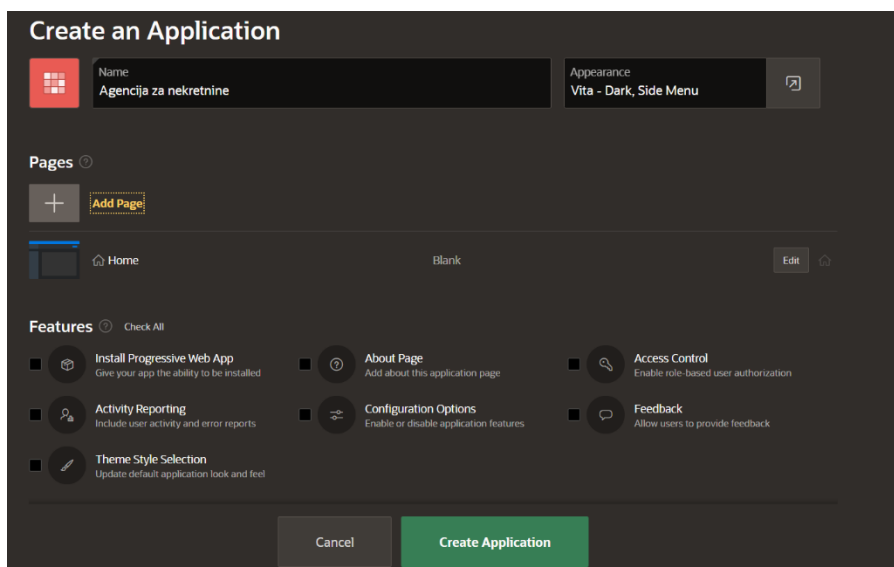 Create an Application
Name
Agencija za nekretnine
Appearance
Vita - Dark, Side Menu
Pages
Add Page
Home
Blank
Edit
Features
Check All
Install Progressive Web App
Give your app the ability to be installed
About Page
Add about this application page
Access Control
Enable role-based user authorization
Activity Reporting
Include user activity and error reports
Configuration Options
Enable or disable application features
Feedback
Allow users to provide feedback
Theme Style Selection
Update default application look and feel
Cancel
Create Application